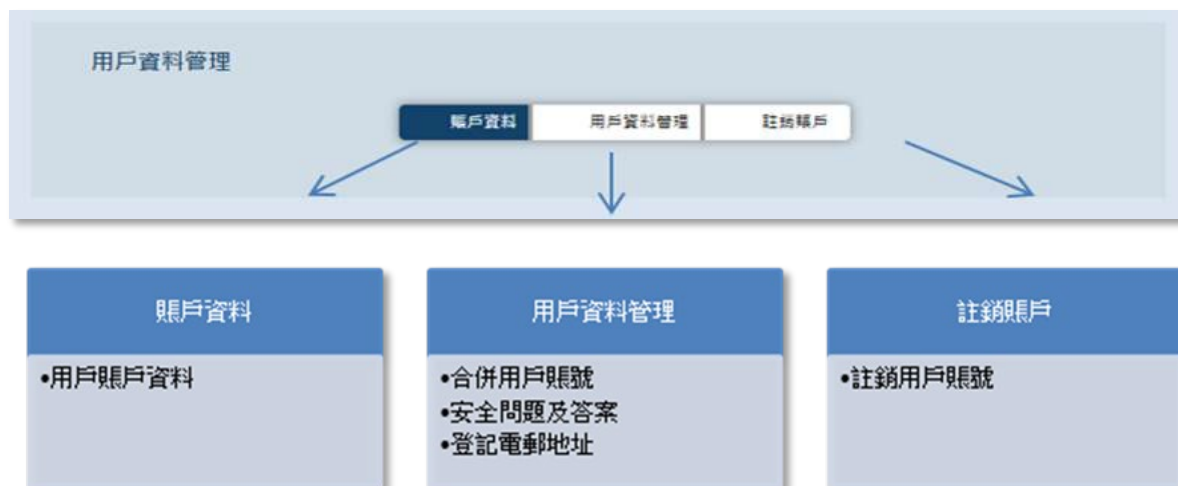 用戶資料管理
賬戶資料 用戶資料管理 註銷賬戶
賬戶資料 用戶資料管理 註銷賬戶
•用戶賬戶資料
•合併用戶賬號
•安全問題及答案
•登記電郵地址
•註銷用戶賬號